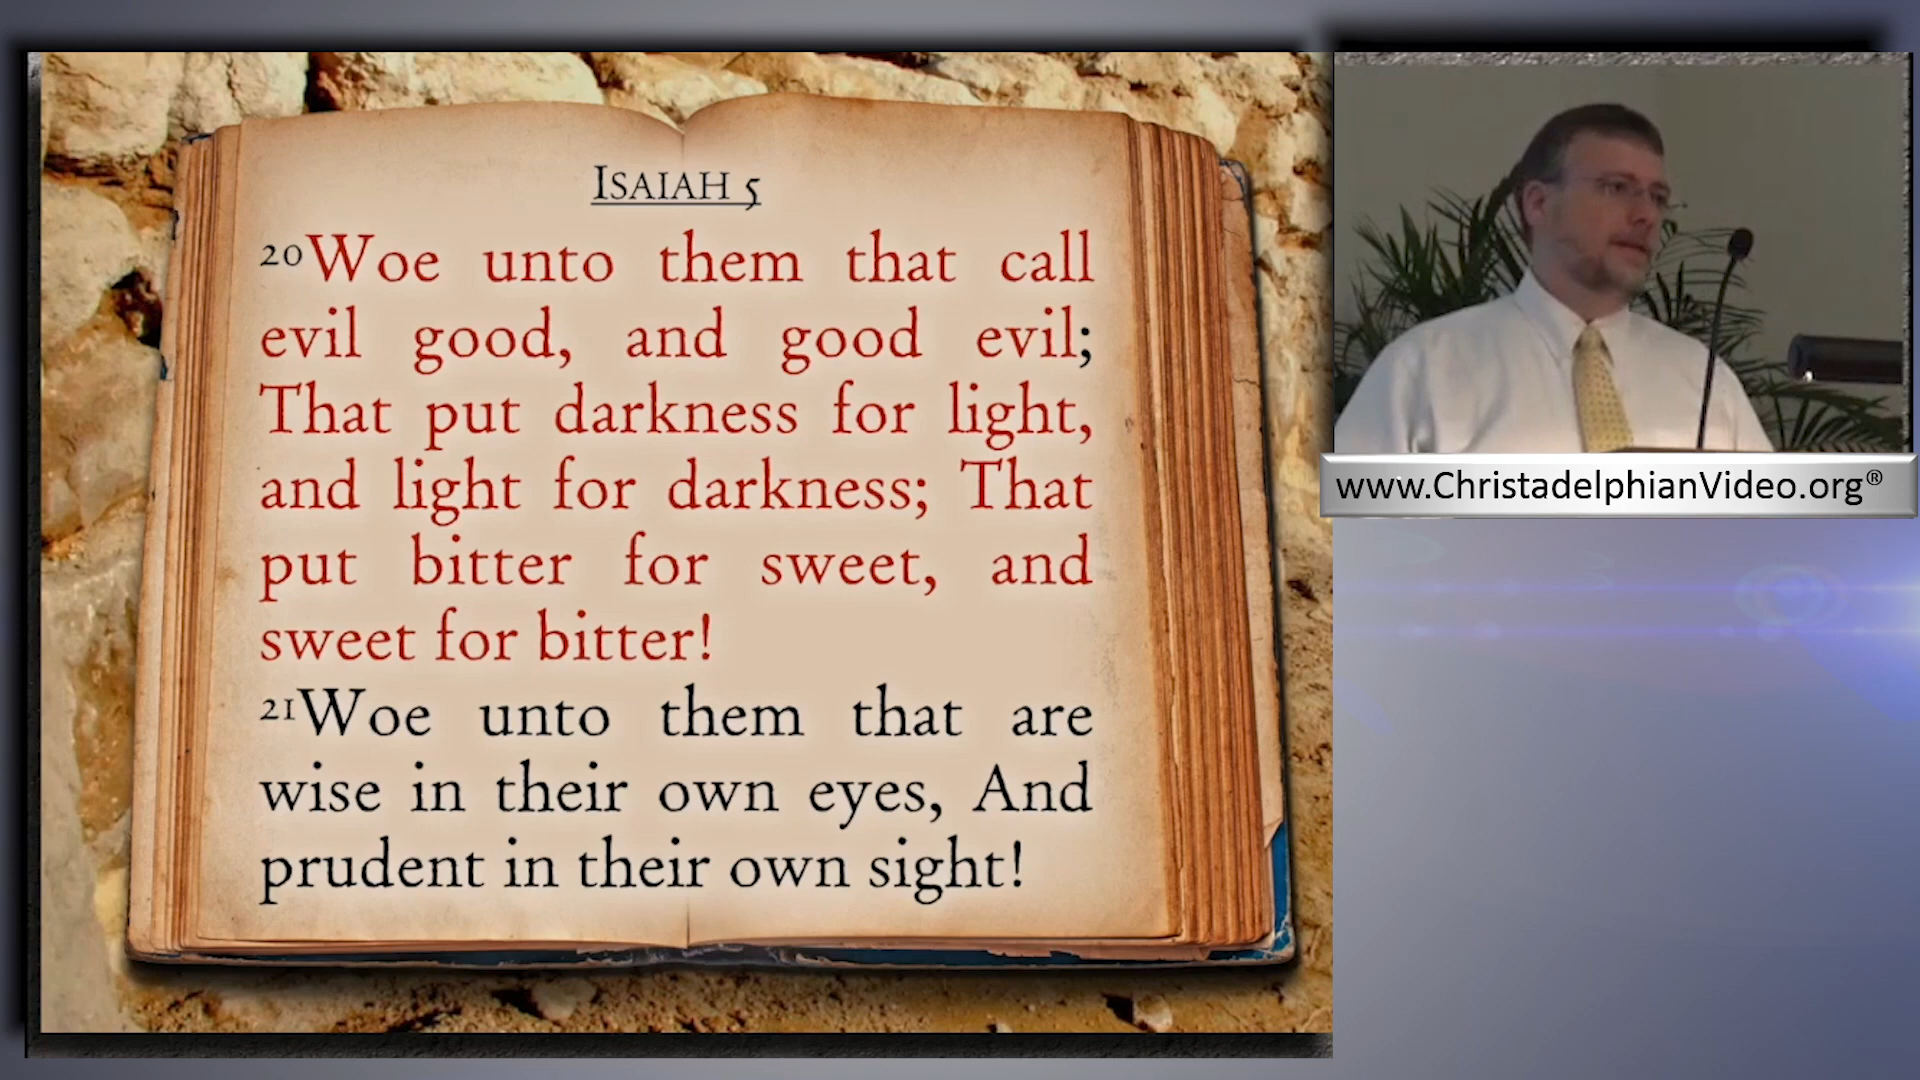 ISAIAH 5
20Woe unto them that call
evil good, and good evil;
That put darkness for light,
and light for darkness; That
put bitter for sweet, and
sweet for bitter!
21Woe unto them that are
wise in their own eyes, And
prudent in their own sight!
www.ChristadelphianVideo.org®